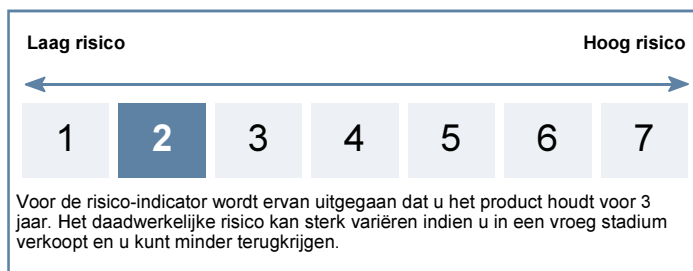 Laag risico Hoog risico
1 2 3 4 5 6 7
Voor de risico-indicator wordt ervan uitgegaan dat u het product houdt voor 3
jaar. Het daadwerkelijke risico kan sterk variëren indien u in een vroeg stadium
verkoopt en u kunt minder terugkrijgen.